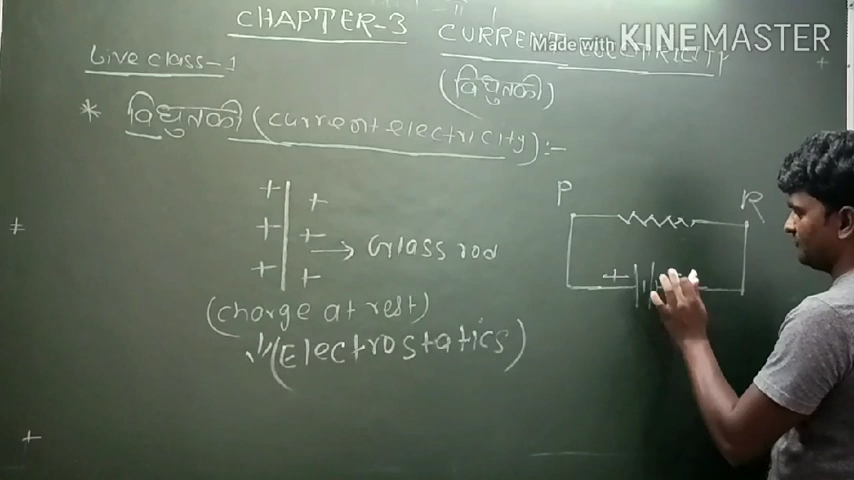 CHAPTER-3
CURRENT ELECTRICITY
Made with KINEMASTER
Live class-1
(विधुतकी)
* विधुतकी (current electricity):-
+ +
+ +
+ +
→ Glass rod
(charge at rest)
(Electrostatics)
P R
+
+
+
+